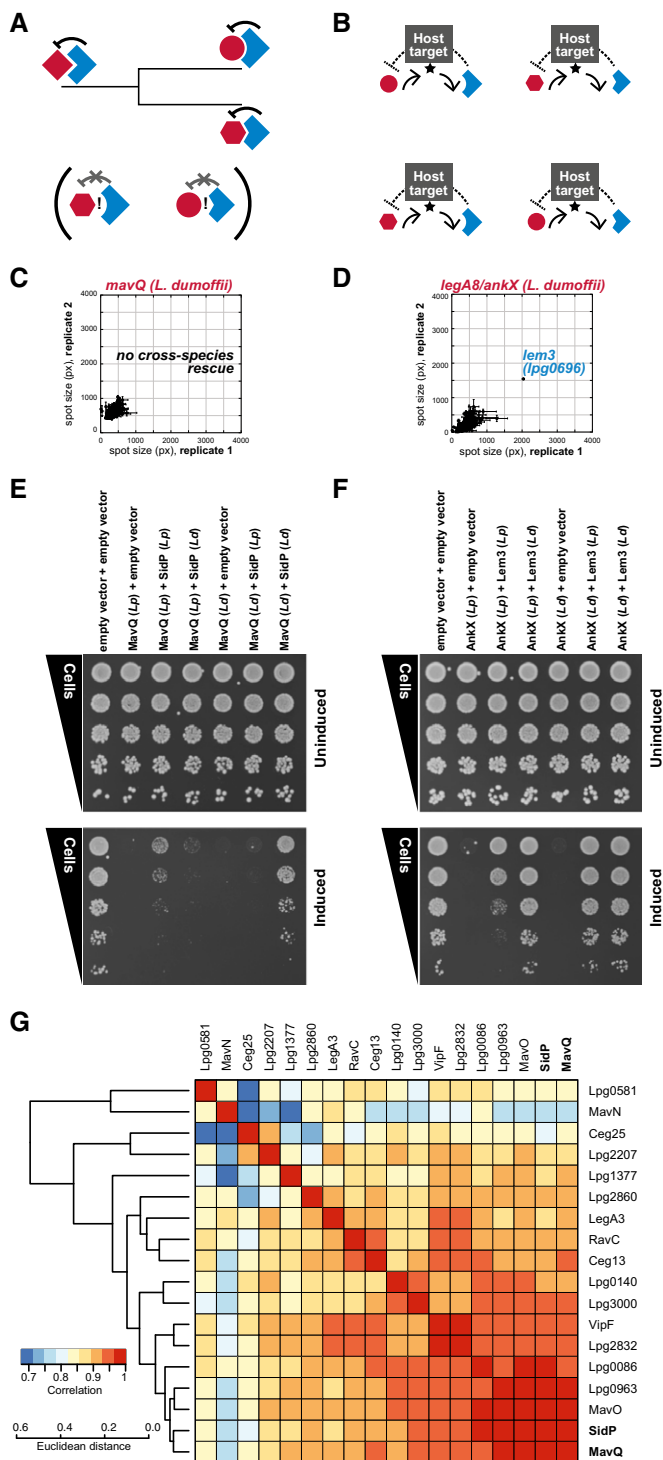 A
B
!
!
Host
target
Host
target
Host
target
Host
target
C
mavQ (L. dumoffii)
spot size (px), replicate 2
4000
3000
2000
1000
0
no cross-species
rescue
0 1000 2000 3000 4000
spot size (px), replicate 1
D
legA8/ankX (L. dumoffii)
spot size (px), replicate 2
4000
3000
2000
1000
0
lem3
(lpg0696)
0 1000 2000 3000 4000
spot size (px), replicate 1
E
empty vector + empty vector
MavQ (Lp) + empty vector
MavQ (Lp) + SidP (Lp)
MavQ (Lp) + SidP (Ld)
MavQ (Ld) + empty vector
MavQ (Ld) + SidP (Lp)
MavQ (Ld) + SidP (Ld)
Cells
Uninduced
Cells
Induced
F
empty vector + empty vector
AnkX (Lp) + empty vector
AnkX (Lp) + Lem3 (Lp)
AnkX (Lp) + Lem3 (Ld)
AnkX (Ld) + empty vector
AnkX (Ld) + Lem3 (Lp)
AnkX (Ld) + Lem3 (Ld)
Cells
Uninduced
Cells
Induced
G
Lpg0581
MavN
Ceg25
Lpg2207
Lpg1377
Lpg2860
LegA3
RavC
Ceg13
Lpg0140
Lpg3000
VipF
Lpg2832
Lpg0086
Lpg0963
MavO
SidP
MavQ
Lpg0581
MavN
Ceg25
Lpg2207
Lpg1377
Lpg2860
LegA3
RavC
Ceg13
Lpg0140
Lpg3000
VipF
Lpg2832
Lpg0086
Lpg0963
MavO
SidP
MavQ
0.7 0.8 0.9 1
Correlation
0.6 0.4 0.2 0.0
Euclidean distance